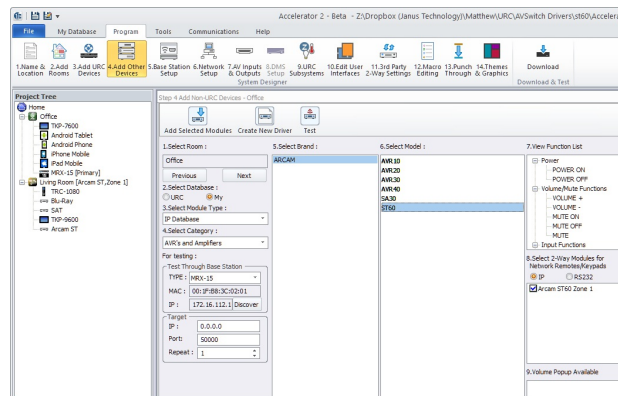 Accelerator 2 - Beta - Z:\Dropbox (Janus Technology)\Matthew\URC\AVSwitch Drivers\st60\Accelera
File My Database Program Tools Communications Help
1.Name & Location 2.Add Rooms 3.Add URC Devices 4.Add Other Devices 5.Base Station Setup 6.Network Setup 7.AV Inputs & Outputs 8.DMS Setup 9.URC Subsystems 10.Edit User Interfaces 11.3rd Party 2-Way Settings 12.Macro Editing 13.Punch Through 14.Themes & Graphics Download
System Designer Download & Test
Project Tree
Home
Office
TKP-7600
Android Tablet
Android Phone
iPhone Mobile
iPad Mobile
MRX-15 [Primary]
Living Room [Arcam ST,Zone 1]
TRC-1080
Blu-Ray
SAT
TKP-9600
Arcam ST
Step 4 Add Non-URC Devices - Office
Add Selected Modules Create New Driver Test
1.Select Room :
Office
Previous Next
2.Select Database :
URC My
3.Select Module Type :
IP Database
4.Select Category :
AVR's and Amplifiers
For testing :
Test Through Base Station
TYPE : MRX-15
MAC : 00:1F:B8:3C:02:01
IP : 172.16.112.1 Discover
Target
IP : 0.0.0.0
Port: 50000
Repeat : 1
5.Select Brand :
ARCAM
6.Select Model :
AVR10
AVR20
AVR30
AVR40
SA30
ST60
7.View Function List
Power
POWER ON
POWER OFF
Volume/Mute Functions
VOLUME +
VOLUME -
MUTE ON
MUTE OFF
MUTE
Input Functions
8.Select 2-Way Modules for
Network Remotes/Keypads
IP RS232
Arcam ST60 Zone 1
9.Volume Popup Available